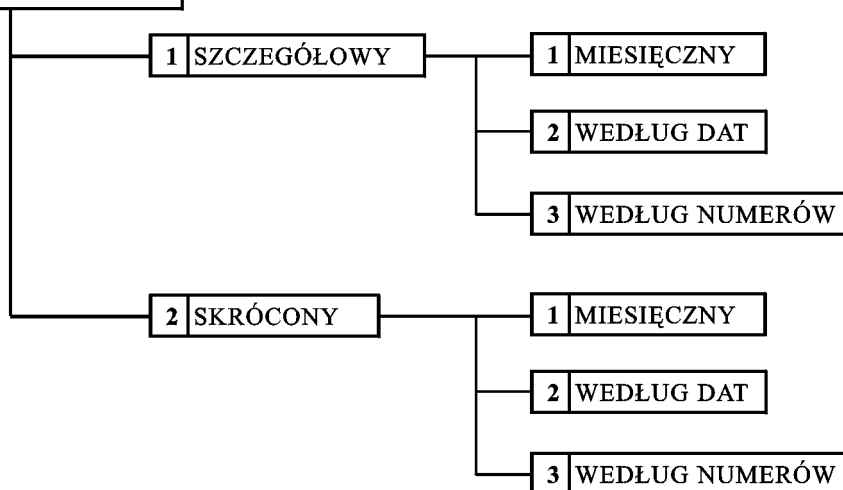 1 SZCZEGÓŁOWY
1 MIESIĘCZNY
2 WEDŁUG DAT
3 WEDŁUG NUMERÓW
2 SKRÓCONY
1 MIESIĘCZNY
2 WEDŁUG DAT
3 WEDŁUG NUMERÓW